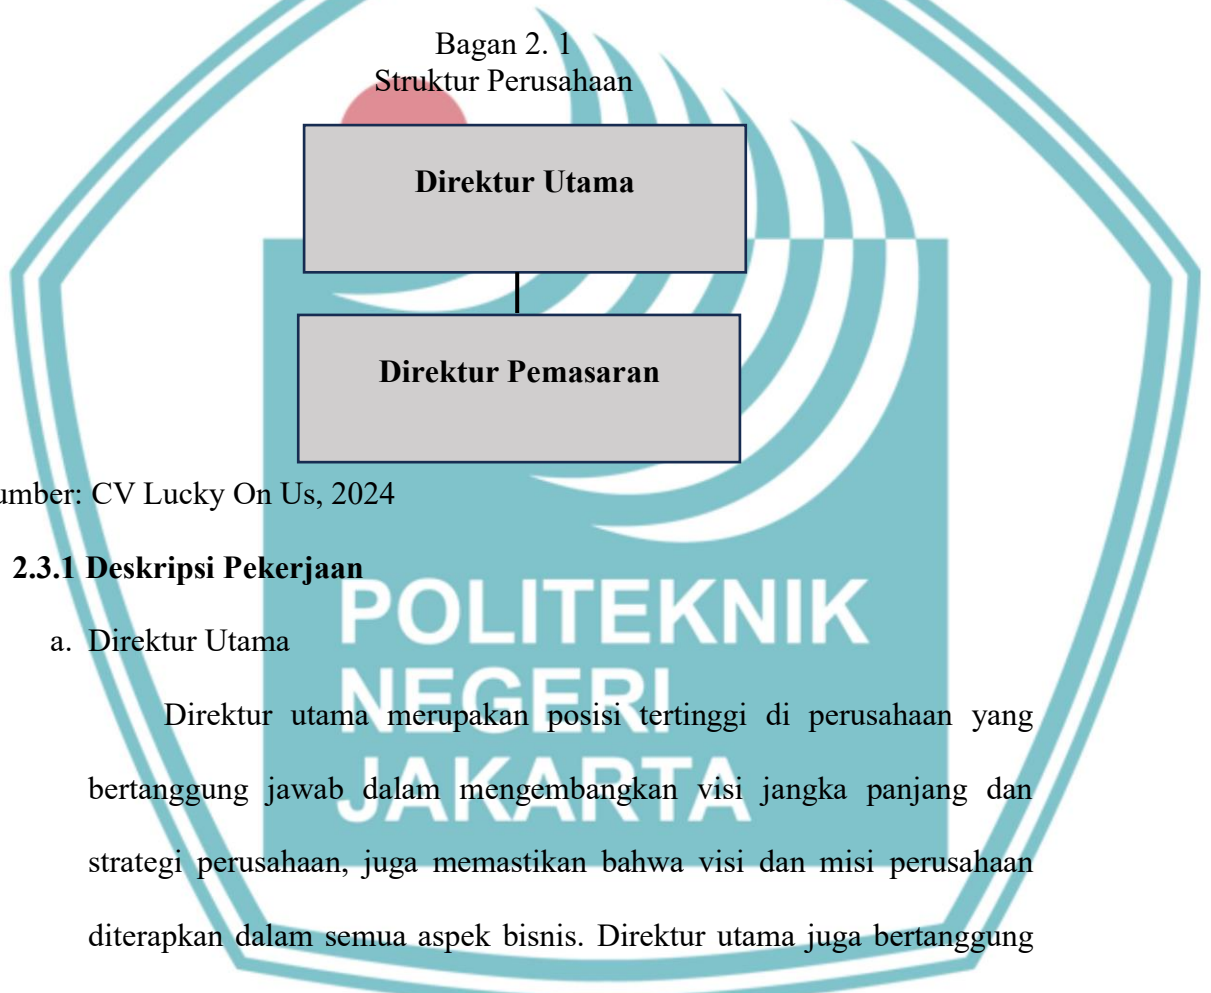 Bagan 2. 1
Struktur Perusahaan
Direktur Utama
Direktur Pemasaran
umber: CV Lucky On Us, 2024
2.3.1 Deskripsi Pekerjaan
a. Direktur Utama
Direktur utama merupakan posisi tertinggi di perusahaan yang
bertanggung jawab dalam mengembangkan visi jangka panjang dan
strategi perusahaan, juga memastikan bahwa visi dan misi perusahaan
diterapkan dalam semua aspek bisnis. Direktur utama juga bertanggung
POLITEKNIK
NEGERI
JAKARTA